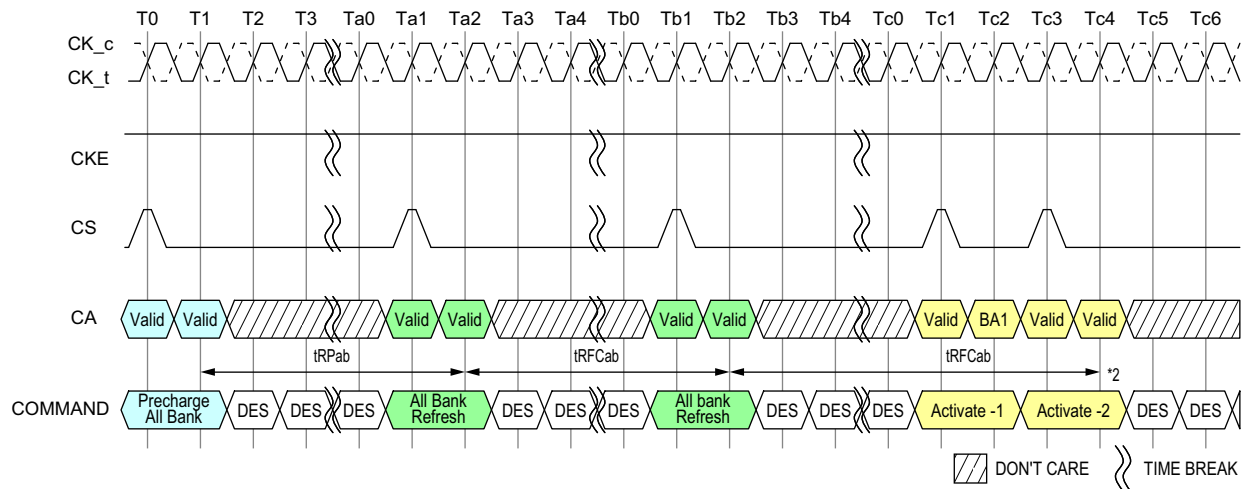 T0 T1 T2 T3 Ta0 Ta1 Ta2 Ta3 Ta4 Tb0 Tb1 Tb2 Tb3 Tb4 Tc0 Tc1 Tc2 Tc3 Tc4 Tc5 Tc6
CK_c
CK_t
CKE
CS
CA Valid Valid Valid Valid Valid Valid Valid BA1 Valid Valid
tRPab tRFCab tRFCab *2
COMMAND Precharge All Bank DES DES DES All Bank Refresh DES DES DES All bank Refresh DES DES DES Activate -1 Activate -2 DES DES
DON'T CARE TIME BREAK